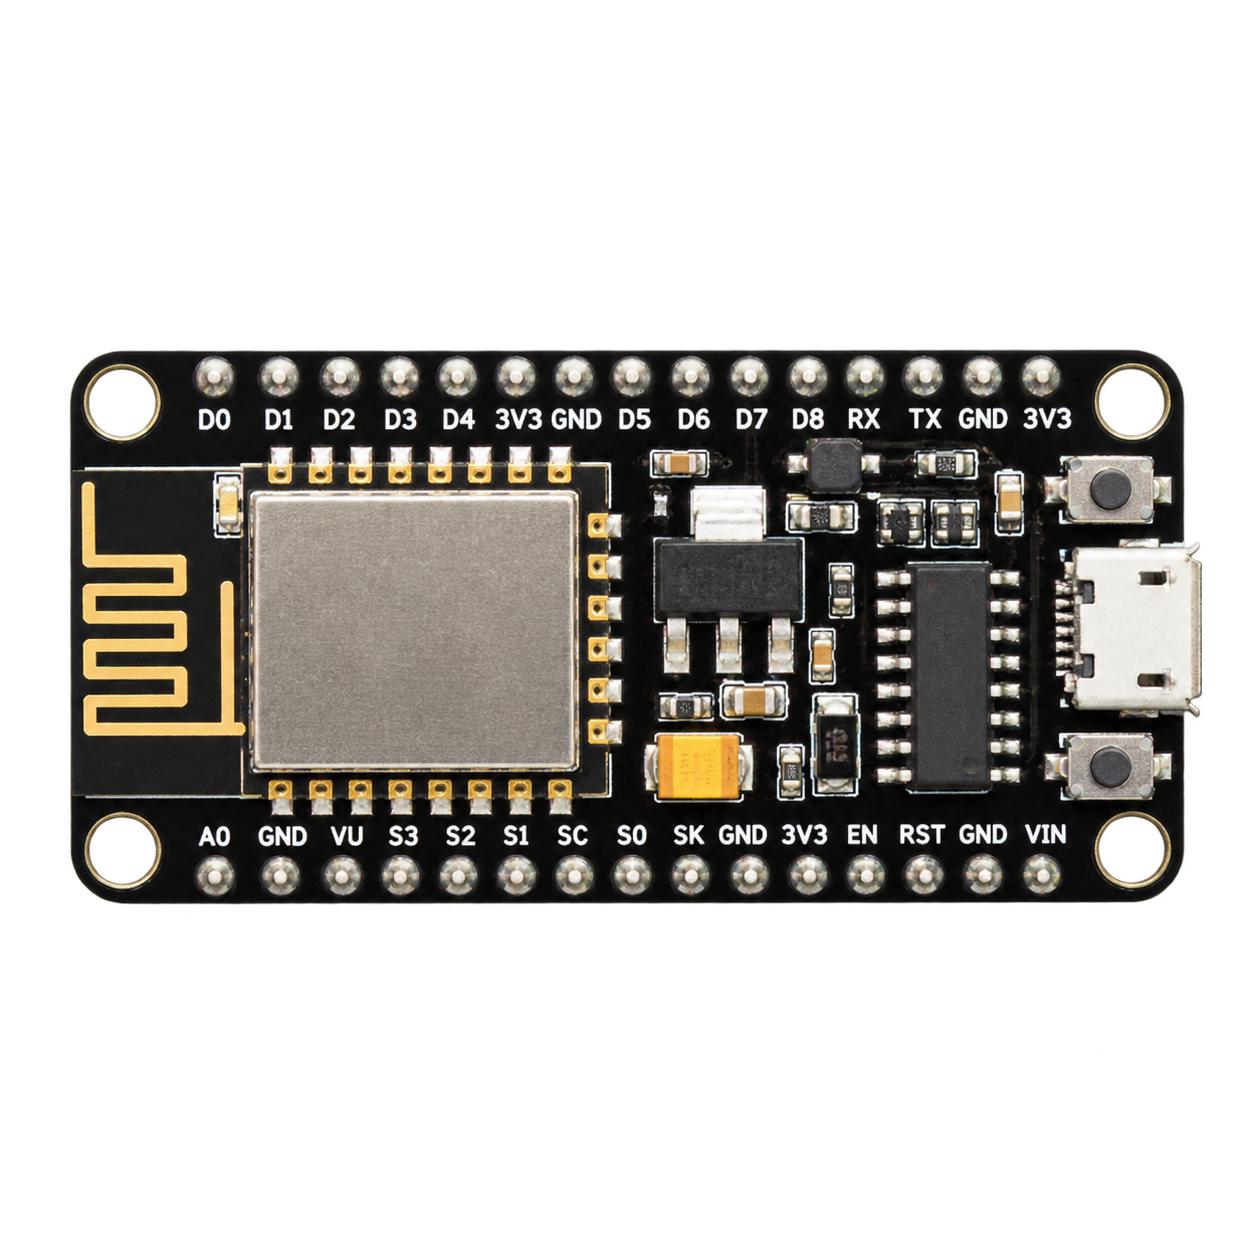 D0 D1 D2 D3 D4 3V3 GND D5 D6 D7 D8 RX TX GND 3V3
A0 GND VU S3 S2 S1 SC S0 SK GND 3V3 EN RST GND VIN